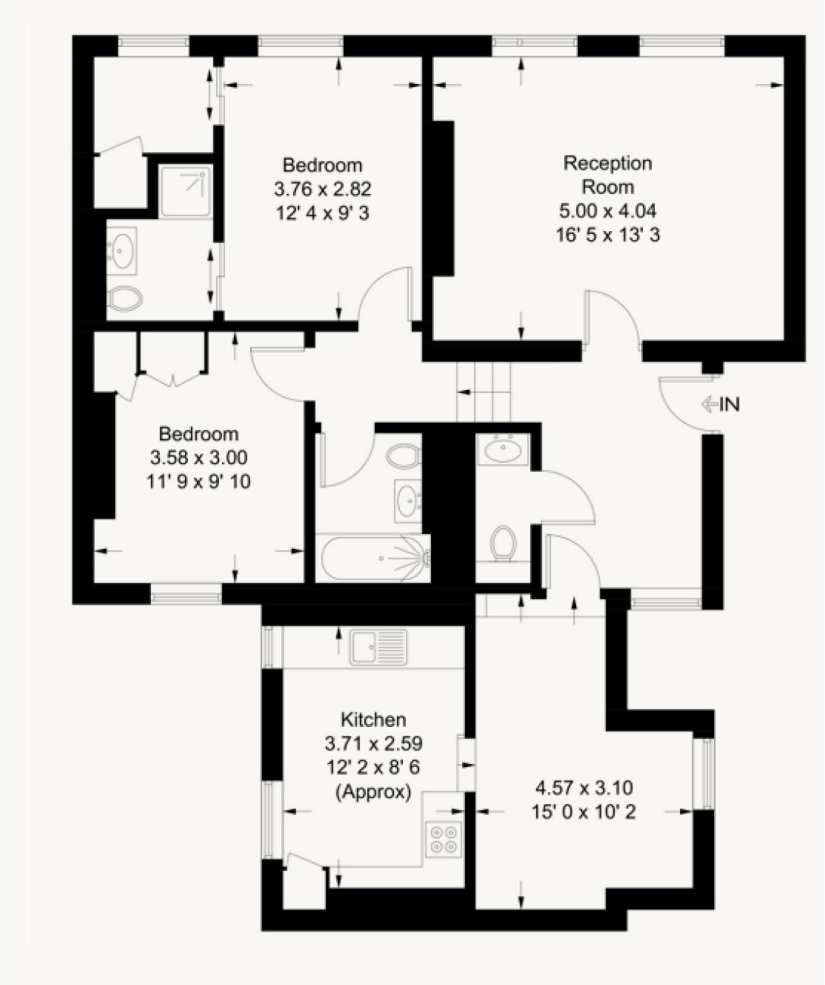 Bedroom
3.76 x 2.82
12' 4 x 9' 3
Reception
Room
5.00 x 4.04
16' 5 x 13' 3
IN
Bedroom
3.58 x 3.00
11' 9 x 9' 10
Kitchen
3.71 x 2.59
12' 2 x 8' 6
(Approx)
4.57 x 3.10
15' 0 x 10' 2